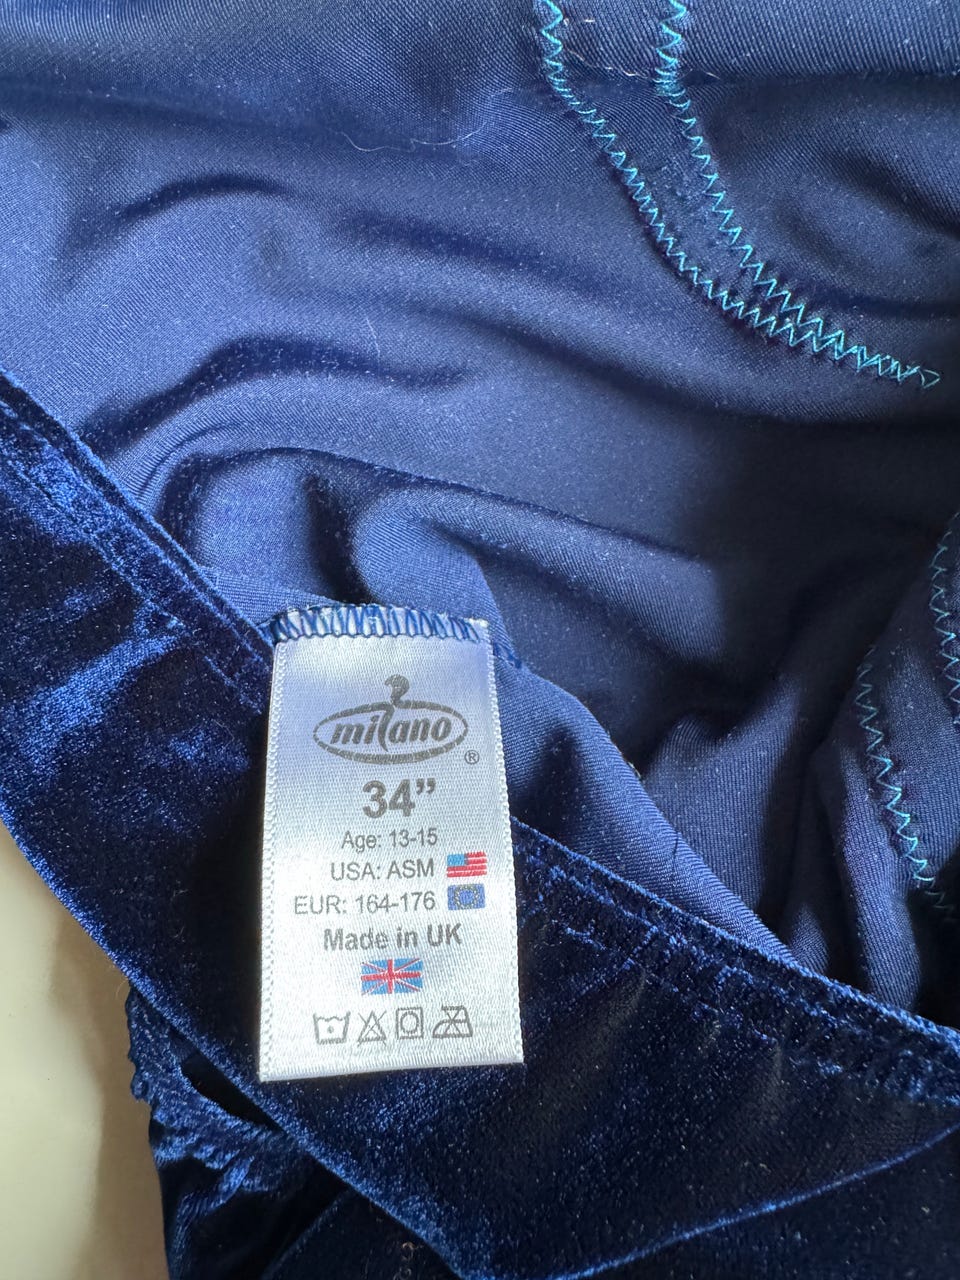 milano
®
34”
Age: 13-15
USA: ASM
EUR: 164-176
Made in UK